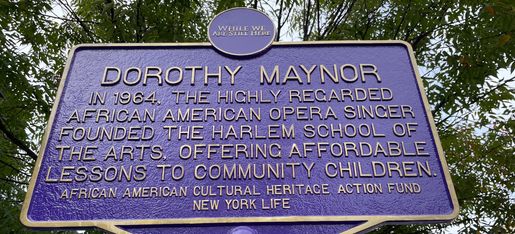 WHILE WE
ARE STILL HERE
DOROTHY MAYNOR
IN 1964, THE HIGHLY REGARDED
AFRICAN AMERICAN OPERA SINGER
FOUNDED THE HARLEM SCHOOL OF
THE ARTS, OFFERING AFFORDABLE
LESSONS TO COMMUNITY CHILDREN.
AFRICAN AMERICAN CULTURAL HERITAGE ACTION FUND
NEW YORK LIFE